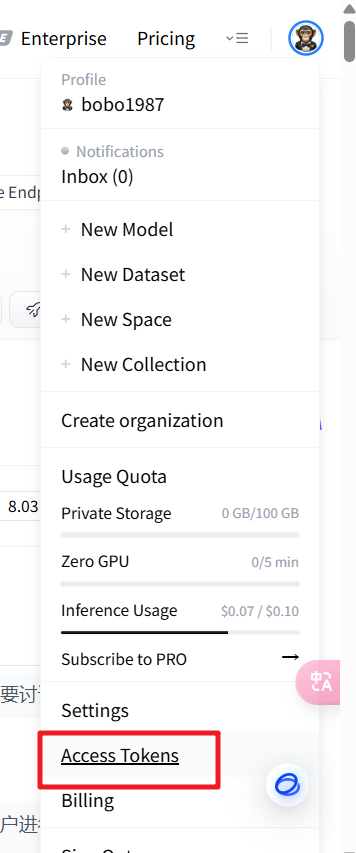 E Enterprise Pricing
Profile
bobo1987
Notifications
Inbox (0)
e Endp
+ New Model
+ New Dataset
+ New Space
+ New Collection
Create organization
Usage Quota
Private Storage 0 GB/100 GB
8.03
Zero GPU 0/5 min
Inference Usage $0.07 / $0.10
Subscribe to PRO →
要讨
中 A
Settings
Access Tokens
Billing
户进